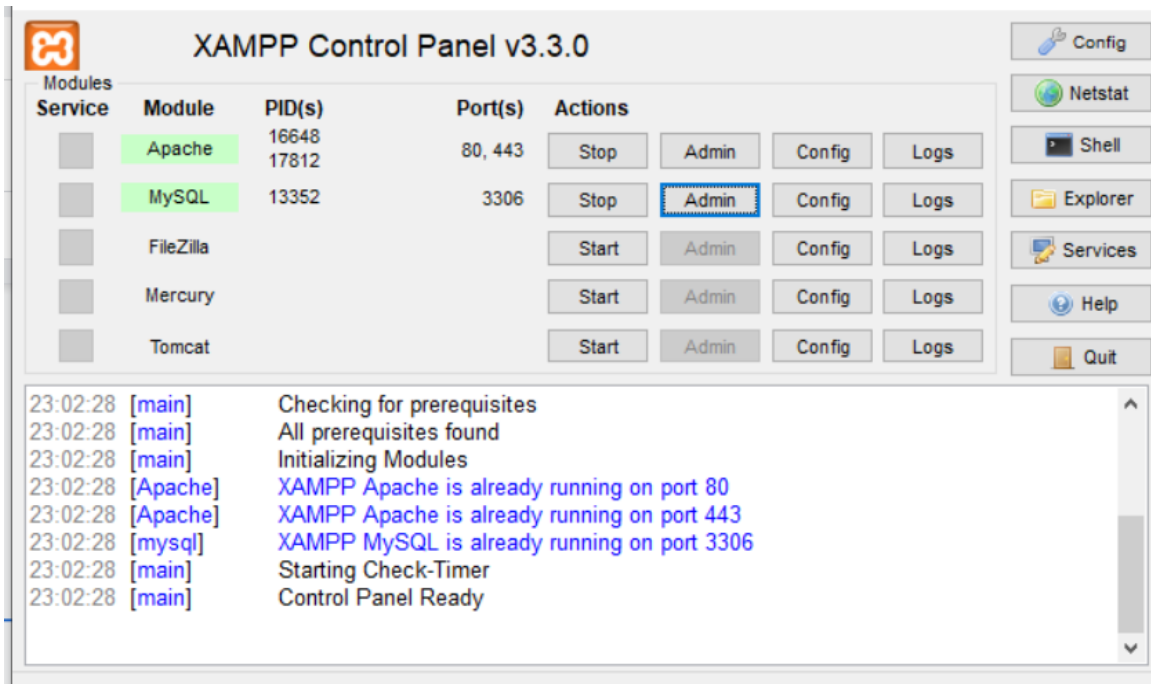 XAMPP Control Panel v3.3.0
Config
Modules
Service Module PID(s) Port(s) Actions
Netstat
Apache 16648 17812 80, 443 Stop Admin Config Logs
Shell
MySQL 13352 3306 Stop Admin Config Logs
Explorer
FileZilla Start Admin Config Logs
Services
Mercury Start Admin Config Logs
Help
Tomcat Start Admin Config Logs
Quit
23:02:28 [main] Checking for prerequisites
23:02:28 [main] All prerequisites found
23:02:28 [main] Initializing Modules
23:02:28 [Apache] XAMPP Apache is already running on port 80
23:02:28 [Apache] XAMPP Apache is already running on port 443
23:02:28 [mysql] XAMPP MySQL is already running on port 3306
23:02:28 [main] Starting Check-Timer
23:02:28 [main] Control Panel Ready